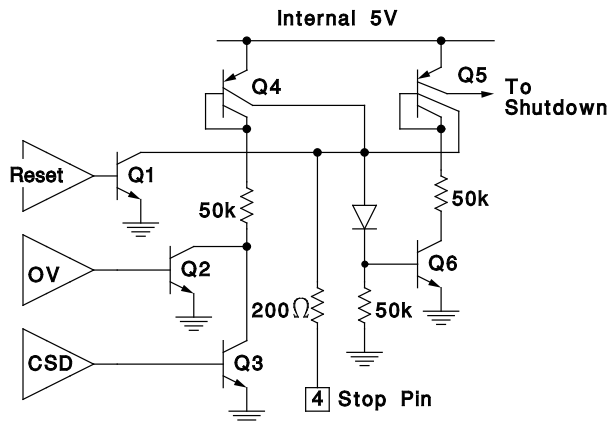 Internal 5V
Q4
Q5
To
Shutdown
Reset
Q1
50k
50k
OV
Q2
Q6
200Ω
50k
CSD
Q3
4
Stop Pin